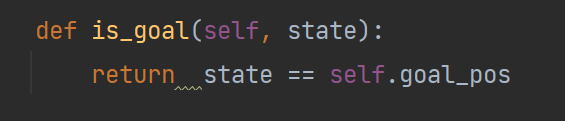 def is_goal(self, state):
    return  state == self.goal_pos